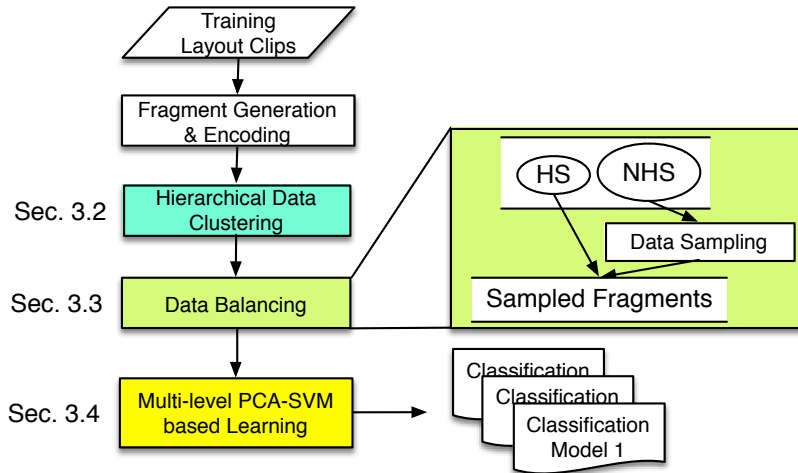 Training
Layout Clips
Fragment Generation
& Encoding
Sec. 3.2
Hierarchical Data
Clustering
Sec. 3.3
Data Balancing
HS
NHS
Data Sampling
Sampled Fragments
Sec. 3.4
Multi-level PCA-SVM
based Learning
Classification
Classification
Classification
Model 1